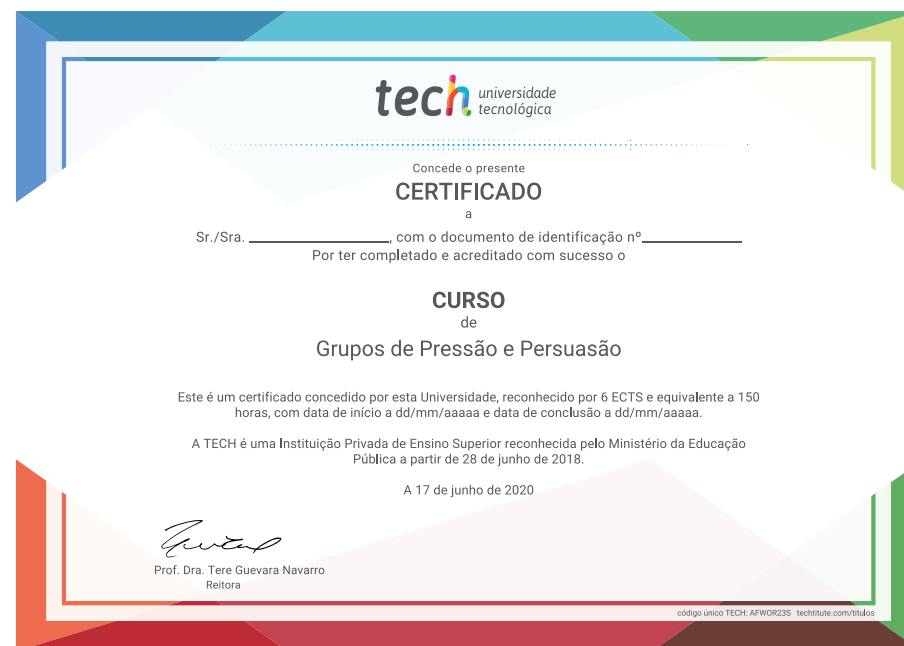 tech universidade
tecnológica
Concede o presente
CERTIFICADO
a
Sr./Sra. ________________, com o documento de identificação nº____________
Por ter completado e acreditado com sucesso o
CURSO
de
Grupos de Pressão e Persuasão
Este é um certificado concedido por esta Universidade, reconhecido por 6 ECTS e equivalente a 150
horas, com data de início a dd/mm/aaaaa e data de conclusão a dd/mm/aaaaa.
A TECH é uma Instituição Privada de Ensino Superior reconhecida pelo Ministério da Educação
Pública a partir de 28 de junho de 2018.
A 17 de junho de 2020
Prof. Dra. Tere Guevara Navarro
Reitora
código único TECH: AFWOR23S techtitute.com/titulos